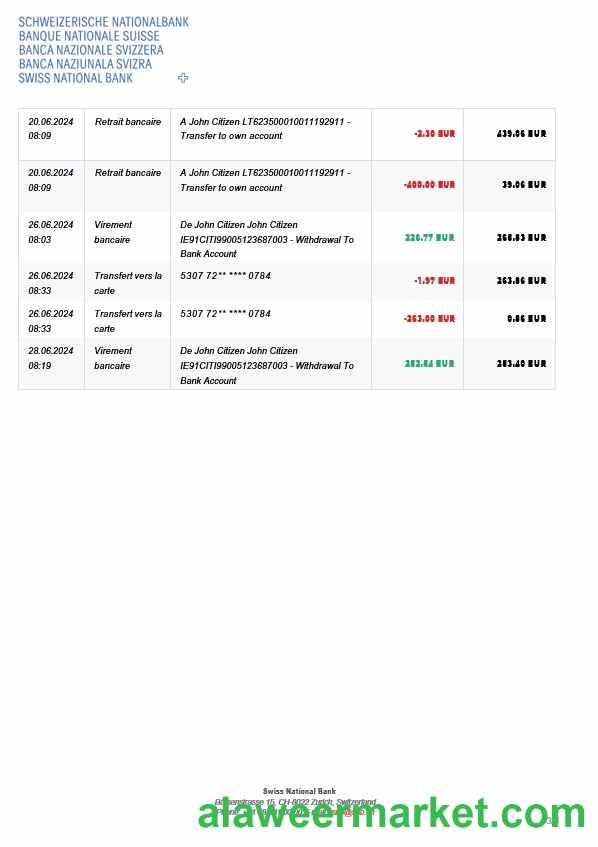 SCHWEIZERISCHE NATIONALBANK
BANQUE NATIONALE SUISSE
BANCA NAZIONALE SVIZZERA
BANCA NAZIUNALA SVIZRA
SWISS NATIONAL BANK
20.06.2024 Retrait bancaire A John Citizen LT623500010011192911 - -2.30 EUR 439.06 EUR
08:09 Transfer to own account
20.06.2024 Retrait bancaire A John Citizen LT623500010011192911 - -400.00 EUR 39.06 EUR
08:09 Transfer to own account
26.06.2024 Virement De John Citizen John Citizen
08:03 bancaire IE91CITI99005123687003 - Withdrawal To 226.77 EUR 265.83 EUR
Bank Account
26.06.2024 Transfert vers la 5307 72** **** 0784 -1.97 EUR 263.86 EUR
08:33 carte
26.06.2024 Transfert vers la 5307 72** **** 0784 -263.00 EUR 0.86 EUR
08:33 carte
28.06.2024 Virement De John Citizen John Citizen
08:19 bancaire IE91CITI99005123687003 - Withdrawal To 252.54 EUR 253.40 EUR
Bank Account
Swiss National Bank
Börsenstrasse 15, CH-8022 Zurich, Switzerland
alaweermarket.com